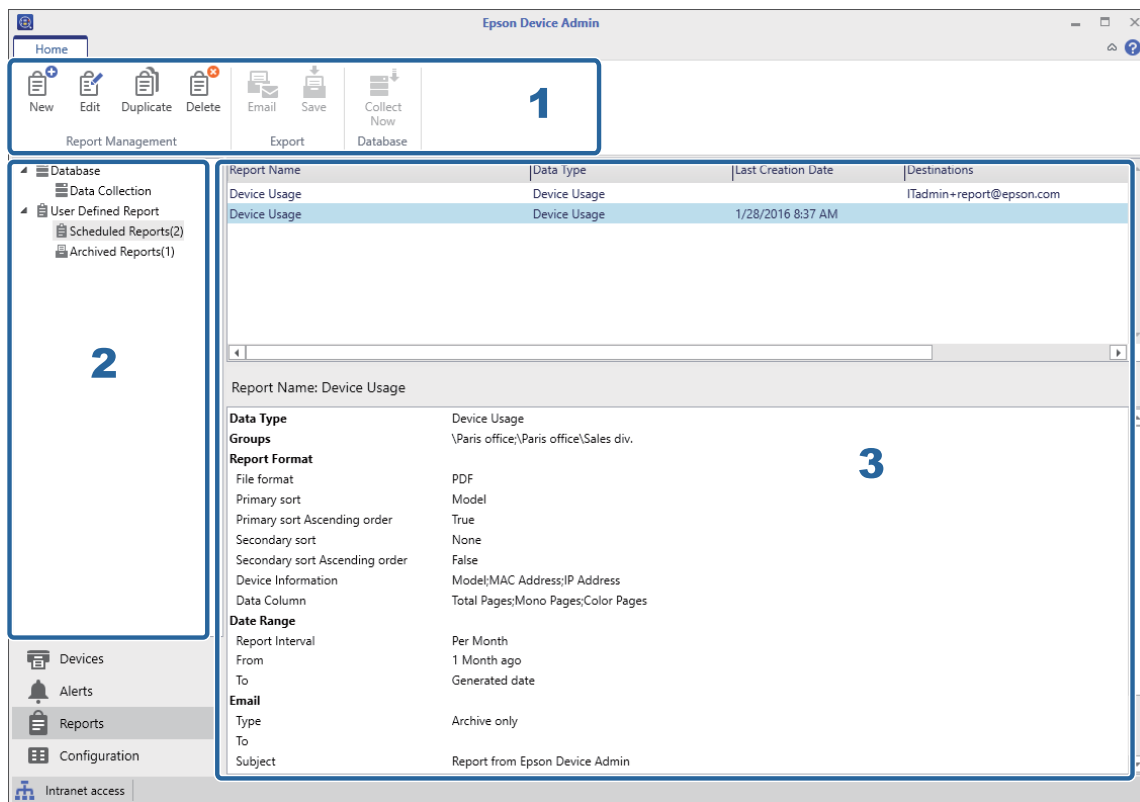 Epson Device Admin
Home
New Edit Duplicate Delete Email Save Collect Now
Report Management Export Database
1
Database
Data Collection
User Defined Report
Scheduled Reports(2)
Archived Reports(1)
2
Report Name Data Type Last Creation Date Destinations
Device Usage Device Usage ITadmin+report@epson.com
Device Usage Device Usage 1/28/2016 8:37 AM
Report Name: Device Usage
Data Type Device Usage
Groups \Paris office;\Paris office\Sales div.
Report Format
3
File format PDF
Primary sort Model
Primary sort Ascending order True
Secondary sort None
Secondary sort Ascending order False
Device Information Model;MAC Address;IP Address
Data Column Total Pages;Mono Pages;Color Pages
Date Range
Report Interval Per Month
From 1 Month ago
To Generated date
Email
Type Archive only
To
Subject Report from Epson Device Admin
Devices
Alerts
Reports
Configuration
Intranet access